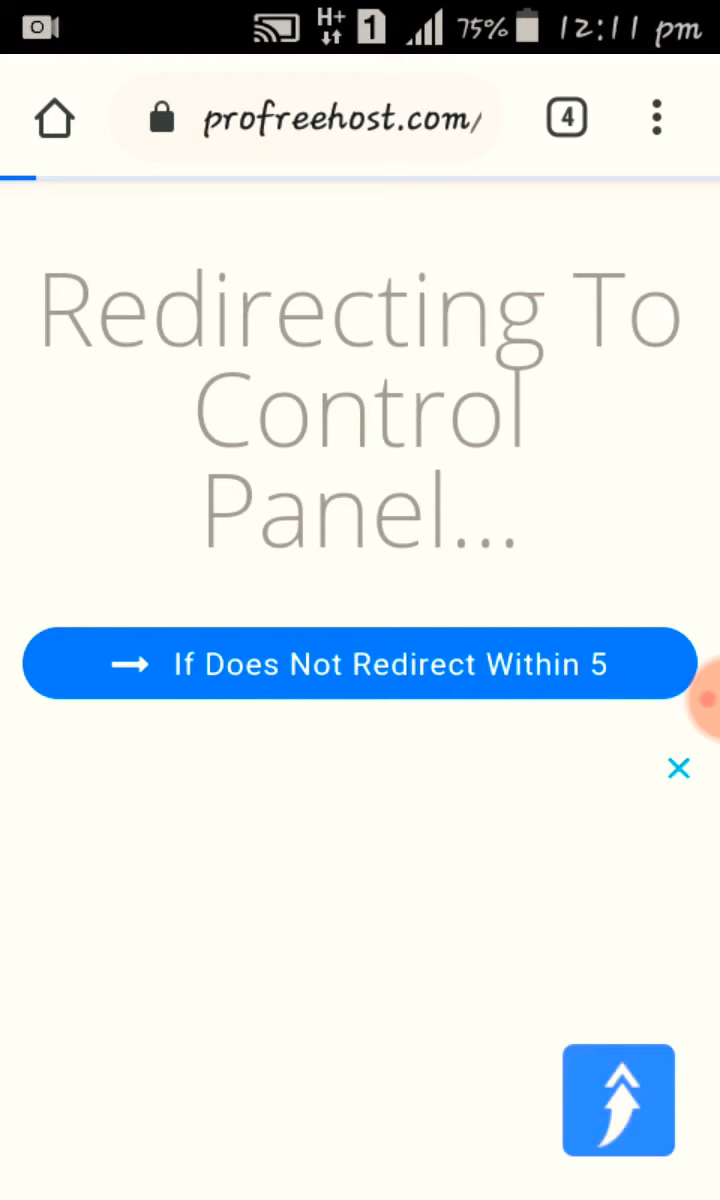 H+ 1 75% 12:11 pm
profreehost.com/ 4
Redirecting To
Control
Panel...
→ If Does Not Redirect Within 5